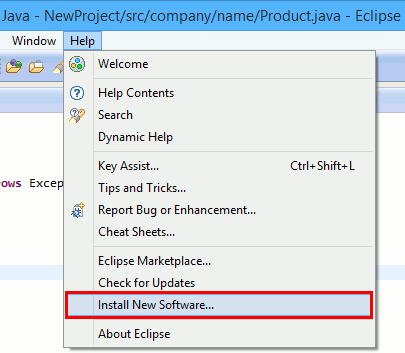 Java - NewProject/src/company/name/Product.java - Eclipse
Window Help
Welcome
Help Contents
Search
Dynamic Help
Key Assist... Ctrl+Shift+L
Tips and Tricks...
ows Excep
Report Bug or Enhancement...
Cheat Sheets...
Eclipse Marketplace...
Check for Updates
Install New Software...
About Eclipse